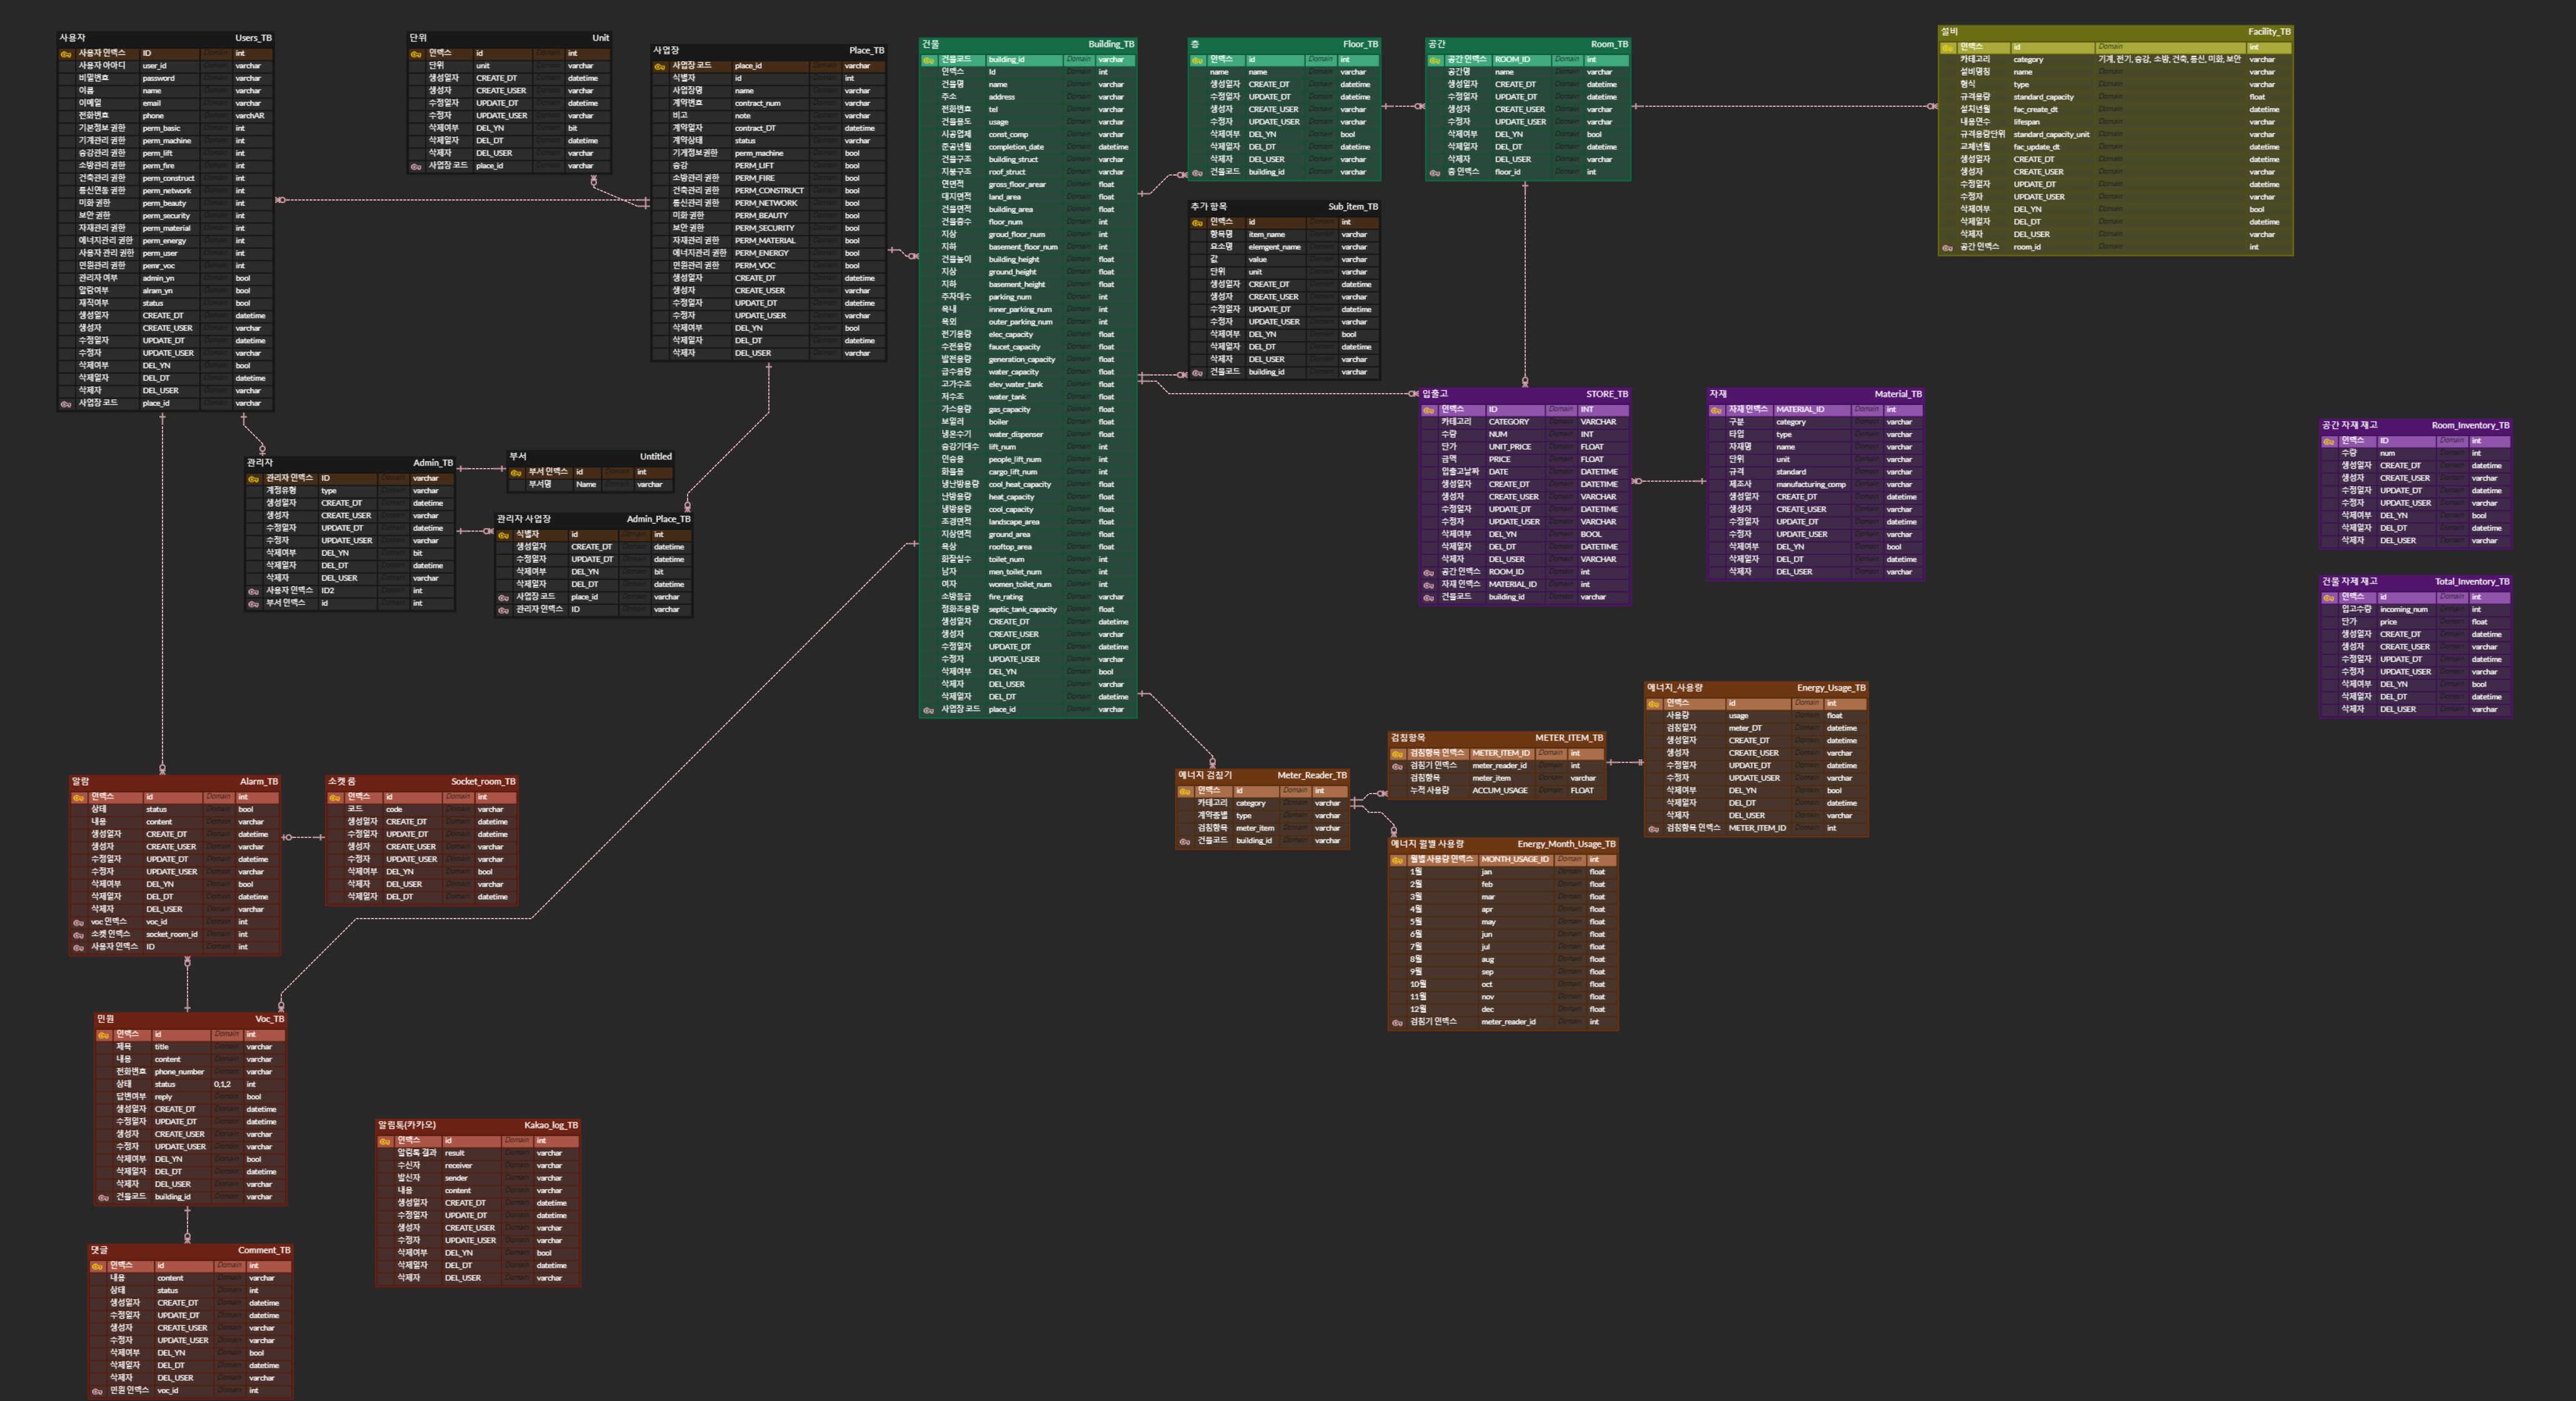 사용자 Users_TB
사용자 인덱스 ID Domain int
사용자 아아디 user_id Domain varchar
비밀번호 password Domain varchar
이름 name Domain varchar
이메일 email Domain varchar
전화번호 phone Domain varchAR
기본정보 권한 perm_basic Domain int
기계관리 권한 perm_machine Domain int
승강관리 권한 perm_lift Domain int
소방관리 권한 perm_fire Domain int
건축관리 권한 perm_construct Domain int
통신연동 권한 perm_network Domain int
미화 권한 perm_beauty Domain int
보안 권한 perm_security Domain int
자재관리 권한 perm_material Domain int
에너지관리 권한 perm_energy Domain int
사용자 관리 권한 perm_user Domain int
민원관리 권한 pemr_voc Domain int
관리자 여부 admin_yn Domain bool
알람여부 alram_yn Domain bool
재직여부 status Domain bool
생성일자 CREATE_DT Domain datetime
생성자 CREATE_USER Domain varchar
수정일자 UPDATE_DT Domain datetime
수정자 UPDATE_USER Domain varchar
삭제여부 DEL_YN Domain bool
삭제일자 DEL_DT Domain datetime
삭제자 DEL_USER Domain varchar
사업장 코드 place_id Domain varchar
단위 Unit
인덱스 id Domain int
단위 unit Domain varchar
생성일자 CREATE_DT Domain datetime
생성자 CREATE_USER Domain varchar
수정일자 UPDATE_DT Domain datetime
수정자 UPDATE_USER Domain varchar
삭제여부 DEL_YN Domain bit
삭제일자 DEL_DT Domain datetime
삭제자 DEL_USER Domain varchar
사업장 코드 place_id Domain varchar
사업장 Place_TB
사업장 코드 place_id Domain varchar
식별자 id Domain int
사업장명 name Domain varchar
계약번호 contract_num Domain varchar
비고 note Domain varchar
계약일자 contract_DT Domain datetime
계약상태 status Domain varchar
기계정보권한 perm_machine Domain bool
승강 PERM_LIFT Domain bool
소방관리 권한 PERM_FIRE Domain bool
건축관리 권한 PERM_CONSTRUCT Domain bool
통신관리 권한 PERM_NETWORK Domain bool
미화 권한 PERM_BEAUTY Domain bool
보안 권한 PERM_SECURITY Domain bool
자재관리 권한 PERM_MATERIAL Domain bool
에너지관리 권한 PERM_ENERGY Domain bool
민원관리 권한 PERM_VOC Domain bool
생성일자 CREATE_DT Domain datetime
생성자 CREATE_USER Domain varchar
수정일자 UPDATE_DT Domain datetime
수정자 UPDATE_USER Domain varchar
삭제여부 DEL_YN Domain bool
삭제일자 DEL_DT Domain datetime
삭제자 DEL_USER Domain varchar
건물 Building_TB
건물코드 building_id Domain varchar
인덱스 Id Domain int
건물명 name Domain varchar
주소 address Domain varchar
전화번호 tel Domain varchar
건물용도 usage Domain varchar
시공업체 const_comp Domain varchar
준공년월 completion_date Domain datetime
건물구조 building_struct Domain varchar
지붕구조 roof_struct Domain varchar
연면적 gross_floor_arear Domain float
대지면적 land_area Domain float
건물면적 building_area Domain float
건물층수 floor_num Domain int
지상 groud_floor_num Domain int
지하 basement_floor_num Domain int
건물높이 building_height Domain float
지상 ground_height Domain float
지하 basement_height Domain float
주차대수 parking_num Domain int
옥내 inner_parking_num Domain int
옥외 outer_parking_num Domain int
전기용량 elec_capacity Domain float
수전용량 faucet_capacity Domain float
발전용량 generation_capacity Domain float
급수용량 water_capacity Domain float
고가수조 elev_water_tank Domain float
저수조 water_tank Domain float
가스용량 gas_capacity Domain float
보일러 boiler Domain float
냉온수기 water_dispenser Domain float
승강기대수 lift_num Domain int
인승용 people_lift_num Domain int
화물용 cargo_lift_num Domain int
냉난방용량 cool_heat_capacity Domain float
난방용량 heat_capacity Domain float
냉방용량 cool_capacity Domain float
조경면적 landscape_area Domain float
지상면적 ground_area Domain float
옥상 rooftop_area Domain float
화장실수 toilet_num Domain int
남자 men_toilet_num Domain int
여자 women_toilet_num Domain int
소방등급 fire_rating Domain varchar
정화조용량 septic_tank_capacity Domain float
생성일자 CREATE_DT Domain datetime
생성자 CREATE_USER Domain varchar
수정일자 UPDATE_DT Domain datetime
수정자 UPDATE_USER Domain varchar
삭제여부 DEL_YN Domain bool
삭제자 DEL_USER Domain varchar
삭제일자 DEL_DT Domain datetime
사업장 코드 place_id Domain varchar
층 Floor_TB
인덱스 id Domain int
name name Domain varchar
생성일자 CREATE_DT Domain datetime
수정일자 UPDATE_DT Domain datetime
생성자 CREATE_USER Domain varchar
수정자 UPDATE_USER Domain varchar
삭제여부 DEL_YN Domain bool
삭제일자 DEL_DT Domain datetime
삭제자 DEL_USER Domain varchar
건물코드 building_id Domain varchar
공간 Room_TB
공간 인덱스 ROOM_ID Domain int
공간명 name Domain varchar
생성일자 CREATE_DT Domain datetime
수정일자 UPDATE_DT Domain datetime
생성자 CREATE_USER Domain varchar
수정자 UPDATE_USER Domain varchar
삭제여부 DEL_YN Domain bool
삭제일자 DEL_DT Domain datetime
삭제자 DEL_USER Domain varchar
층 인덱스 floor_id Domain int
설비 Facility_TB
인덱스 id Domain int
카테고리 category 기계, 전기, 승강, 소방, 건축, 통신, 미화, 보안 varchar
설비명칭 name Domain varchar
형식 type Domain varchar
규격용량 standard_capacity Domain float
설치년월 fac_create_dt Domain datetime
내용연수 lifespan Domain varchar
규격용량단위 standard_capacity_unit Domain varchar
교체년월 fac_update_dt Domain datetime
생성일자 CREATE_DT Domain datetime
생성자 CREATE_USER Domain varchar
수정일자 UPDATE_DT Domain datetime
수정자 UPDATE_USER Domain varchar
삭제여부 DEL_YN Domain bool
삭제일자 DEL_DT Domain datetime
삭제자 DEL_USER Domain varchar
공간 인덱스 room_id Domain int
추가 항목 Sub_item_TB
인덱스 id Domain int
항목명 item_name Domain varchar
요소명 elemgent_name Domain varchar
값 value Domain varchar
단위 unit Domain varchar
생성일자 CREATE_DT Domain datetime
생성자 CREATE_USER Domain varchar
수정일자 UPDATE_DT Domain datetime
수정자 UPDATE_USER Domain varchar
삭제여부 DEL_YN Domain bool
삭제일자 DEL_DT Domain datetime
삭제자 DEL_USER Domain varchar
건물코드 building_id Domain varchar
입출고 STORE_TB
인덱스 ID Domain INT
카테고리 CATEGORY Domain VARCHAR
수량 NUM Domain INT
단가 UNIT_PRICE Domain FLOAT
금액 PRICE Domain FLOAT
입출고날짜 DATE Domain DATETIME
생성일자 CREATE_DT Domain DATETIME
생성자 CREATE_USER Domain VARCHAR
수정일자 UPDATE_DT Domain DATETIME
수정자 UPDATE_USER Domain VARCHAR
삭제여부 DEL_YN Domain BOOL
삭제일자 DEL_DT Domain DATETIME
삭제자 DEL_USER Domain VARCHAR
공간 인덱스 ROOM_ID Domain int
자재 인덱스 MATERIAL_ID Domain int
건물코드 building_id Domain varchar
자재 Material_TB
자재 인덱스 MATERIAL_ID Domain int
구분 category Domain varchar
타입 type Domain varchar
자재명 name Domain varchar
단위 unit Domain varchar
규격 standard Domain varchar
제조사 manufacturing_comp Domain varchar
생성일자 CREATE_DT Domain datetime
생성자 CREATE_USER Domain varchar
수정일자 UPDATE_DT Domain datetime
수정자 UPDATE_USER Domain varchar
삭제여부 DEL_YN Domain bool
삭제일자 DEL_DT Domain datetime
삭제자 DEL_USER Domain varchar
공간 자재 재고 Room_Inventory_TB
인덱스 ID Domain int
수량 num Domain int
생성일자 CREATE_DT Domain datetime
생성자 CREATE_USER Domain varchar
수정일자 UPDATE_DT Domain datetime
수정자 UPDATE_USER Domain varchar
삭제여부 DEL_YN Domain bool
삭제일자 DEL_DT Domain datetime
삭제자 DEL_USER Domain varchar
건물 자재 재고 Total_Inventory_TB
인덱스 id Domain int
입고수량 incoming_num Domain int
단가 price Domain float
생성일자 CREATE_DT Domain datetime
생성자 CREATE_USER Domain varchar
수정일자 UPDATE_DT Domain datetime
수정자 UPDATE_USER Domain varchar
삭제여부 DEL_YN Domain bool
삭제일자 DEL_DT Domain datetime
삭제자 DEL_USER Domain varchar
관리자 Admin_TB
관리자 인덱스 ID Domain varchar
계정유형 type Domain varchar
생성일자 CREATE_DT Domain datetime
생성자 CREATE_USER Domain varchar
수정일자 UPDATE_DT Domain datetime
수정자 UPDATE_USER Domain varchar
삭제여부 DEL_YN Domain bit
삭제일자 DEL_DT Domain datetime
삭제자 DEL_USER Domain varchar
사용자 인덱스 ID2 Domain int
부서 인덱스 id Domain int
부서 Untitled
부서 인덱스 id Domain int
부서명 Name Domain varchar
관리자 사업장 Admin_Place_TB
식별자 id Domain int
생성일자 CREATE_DT Domain datetime
수정일자 UPDATE_DT Domain datetime
삭제여부 DEL_YN Domain bit
삭제일자 DEL_DT Domain datetime
사업장 코드 place_id Domain varchar
관리자 인덱스 ID Domain varchar
에너지 검침기 Meter_Reader_TB
인덱스 id Domain int
카테고리 category Domain varchar
계약종별 type Domain varchar
검침항목 meter_item Domain varchar
건물코드 building_id Domain varchar
검침항목 METER_ITEM_TB
검침항목 인덱스 METER_ITEM_ID Domain int
검침기 인덱스 meter_reader_id Domain int
검침항목 meter_item Domain varchar
누적 사용량 ACCUM_USAGE Domain FLOAT
에너지_사용량 Energy_Usage_TB
인덱스 id Domain int
사용량 usage Domain float
검침일자 meter_DT Domain datetime
생성일자 CREATE_DT Domain datetime
생성자 CREATE_USER Domain varchar
수정일자 UPDATE_DT Domain datetime
수정자 UPDATE_USER Domain varchar
삭제여부 DEL_YN Domain bool
삭제일자 DEL_DT Domain datetime
삭제자 DEL_USER Domain varchar
검침항목 인덱스 METER_ITEM_ID Domain int
에너지 월별 사용량 Energy_Month_Usage_TB
월별 사용량 인덱스 MONTH_USAGE_ID Domain int
1월 jan Domain float
2월 feb Domain float
3월 mar Domain float
4월 apr Domain float
5월 may Domain float
6월 jun Domain float
7월 jul Domain float
8월 aug Domain float
9월 sep Domain float
10월 oct Domain float
11월 nov Domain float
12월 dec Domain float
검침기 인덱스 meter_reader_id Domain int
알람 Alarm_TB
인덱스 id Domain int
상태 status Domain bool
내용 content Domain varchar
생성일자 CREATE_DT Domain datetime
생성자 CREATE_USER Domain varchar
수정일자 UPDATE_DT Domain datetime
수정자 UPDATE_USER Domain varchar
삭제여부 DEL_YN Domain bool
삭제일자 DEL_DT Domain datetime
삭제자 DEL_USER Domain varchar
voc 인덱스 voc_id Domain int
소켓 인덱스 socket_room_id Domain int
사용자 인덱스 ID Domain int
소켓 룸 Socket_room_TB
인덱스 id Domain int
코드 code Domain varchar
생성일자 CREATE_DT Domain datetime
수정일자 UPDATE_DT Domain datetime
생성자 CREATE_USER Domain varchar
수정자 UPDATE_USER Domain varchar
삭제여부 DEL_YN Domain bool
삭제자 DEL_USER Domain varchar
삭제일자 DEL_DT Domain datetime
민원 Voc_TB
인덱스 id Domain int
제목 title Domain varchar
내용 content Domain varchar
전화번호 phone_number Domain varchar
상태 status 0,1,2 int
답변여부 reply Domain bool
생성일자 CREATE_DT Domain datetime
수정일자 UPDATE_DT Domain datetime
생성자 CREATE_USER Domain varchar
수정자 UPDATE_USER Domain varchar
삭제여부 DEL_YN Domain bool
삭제일자 DEL_DT Domain datetime
삭제자 DEL_USER Domain varchar
건물코드 building_id Domain varchar
알림톡(카카오) Kakao_log_TB
인덱스 id Domain int
알림톡 결과 result Domain varchar
수신자 receiver Domain varchar
발신자 sender Domain varchar
내용 content Domain varchar
생성일자 CREATE_DT Domain datetime
수정일자 UPDATE_DT Domain datetime
생성자 CREATE_USER Domain varchar
수정자 UPDATE_USER Domain varchar
삭제여부 DEL_YN Domain bool
삭제일자 DEL_DT Domain datetime
삭제자 DEL_USER Domain varchar
댓글 Comment_TB
인덱스 id Domain int
내용 content Domain varchar
상태 status Domain int
생성일자 CREATE_DT Domain datetime
수정일자 UPDATE_DT Domain datetime
생성자 CREATE_USER Domain varchar
수정자 UPDATE_USER Domain varchar
삭제여부 DEL_YN Domain bool
삭제일자 DEL_DT Domain datetime
삭제자 DEL_USER Domain varchar
민원 인덱스 voc_id Domain int